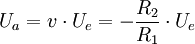 U_a = v · U_e = − R_2 / R_1 · U_e